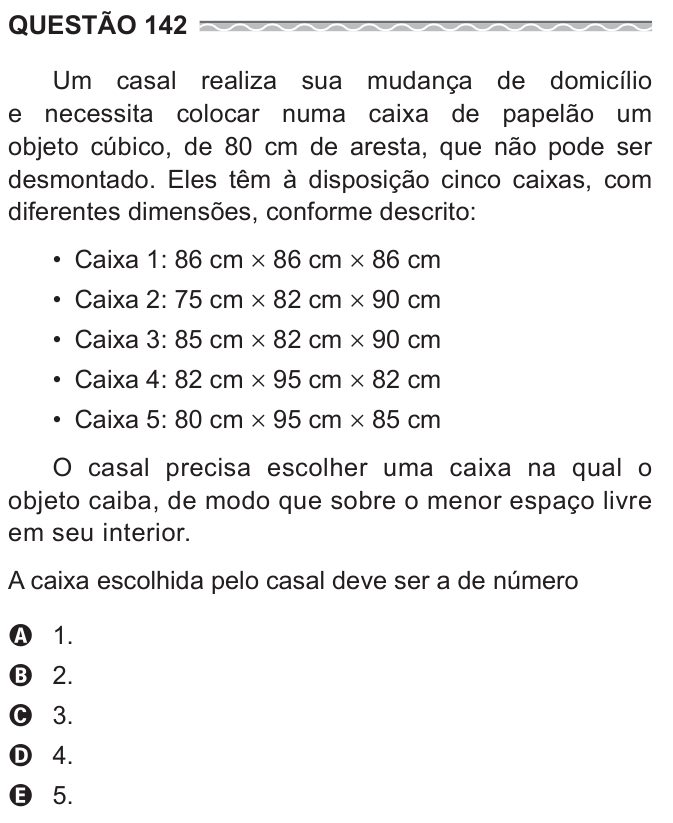 QUESTÃO 142
Um casal realiza sua mudança de domicílio
e necessita colocar numa caixa de papelão um
objeto cúbico, de 80 cm de aresta, que não pode ser
desmontado. Eles têm à disposição cinco caixas, com
diferentes dimensões, conforme descrito:
• Caixa 1: 86 cm × 86 cm × 86 cm
• Caixa 2: 75 cm × 82 cm × 90 cm
• Caixa 3: 85 cm × 82 cm × 90 cm
• Caixa 4: 82 cm × 95 cm × 82 cm
• Caixa 5: 80 cm × 95 cm × 85 cm
O casal precisa escolher uma caixa na qual o
objeto caiba, de modo que sobre o menor espaço livre
em seu interior.
A caixa escolhida pelo casal deve ser a de número
A 1.
B 2.
C 3.
D 4.
E 5.